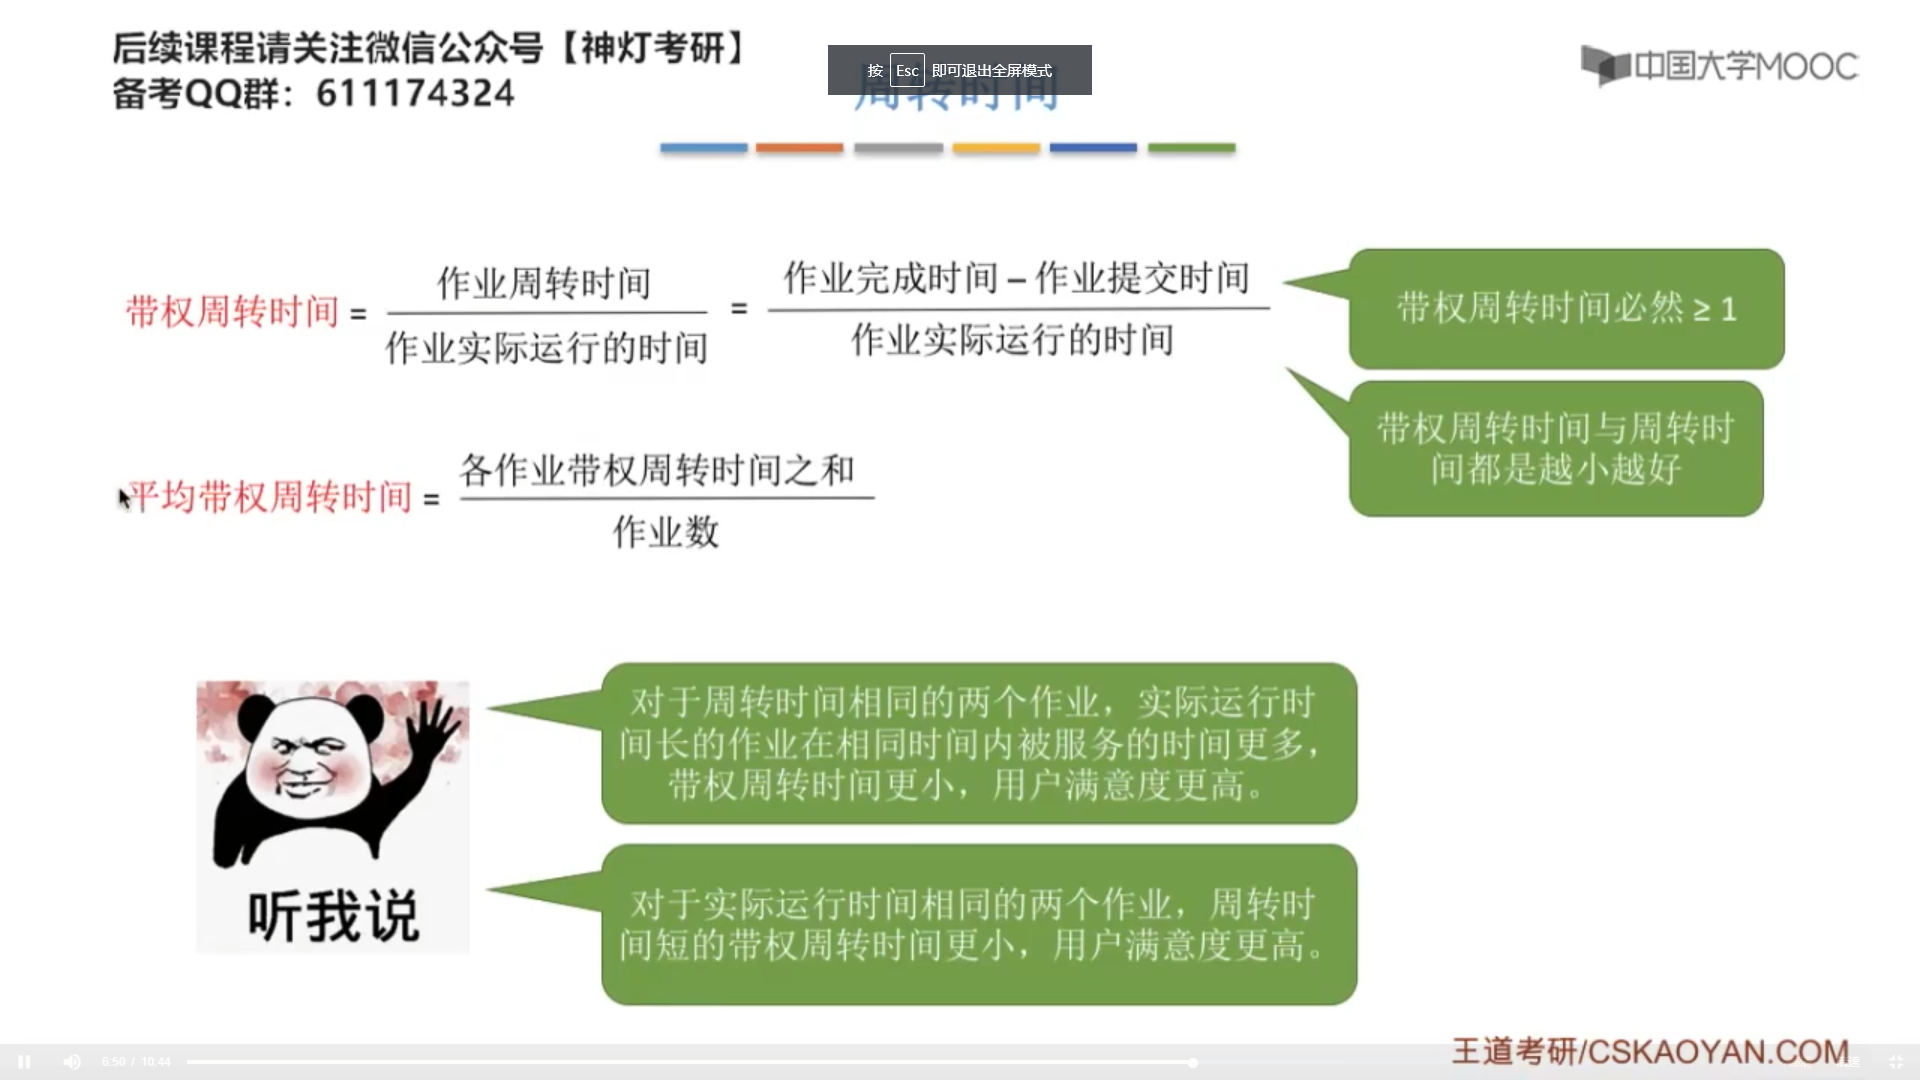 后续课程请关注微信公众号【神灯考研】
备考QQ群：611174324
按 Esc 即可退出全屏模式
周转时间
中国大学MOOC
带权周转时间 = 作业周转时间 / 作业实际运行的时间 = 作业完成时间 – 作业提交时间 / 作业实际运行的时间
带权周转时间必然 ≥ 1
带权周转时间与周转时
间都是越小越好
平均带权周转时间 = 各作业带权周转时间之和 / 作业数
对于周转时间相同的两个作业，实际运行时
间长的作业在相同时间内被服务的时间更多，
带权周转时间更小，用户满意度更高。
听我说
对于实际运行时间相同的两个作业，周转时
间短的带权周转时间更小，用户满意度更高。
王道考研/CSKAOYAN.COM
6:50 / 10:44